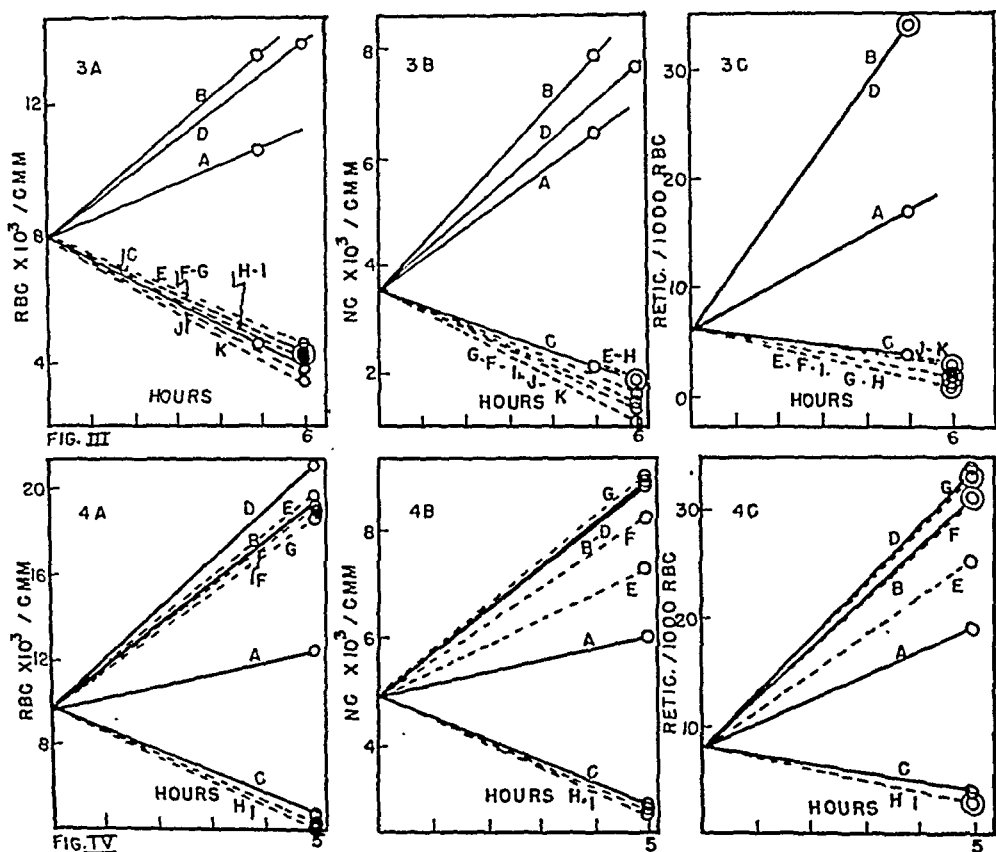 3A
RBC X10³/CMM
12
8
4
B
D
A
C
E
F-G
H-I
J
K
HOURS
6
FIG. III
3B
NC X10³/CMM
8
6
4
2
B
D
A
C
E-H
G-F-I-J-
K
HOURS
6
3C
RETIC./1000 RBC
30
20
10
0
B
D
A
C
J-K
E-F-I-
G-H
HOURS
6
4A
RBC X10³/CMM
20
16
12
8
D
E
B
F
G
I
F
A
C
H I
HOURS
5
FIG. IV
4B
NC X10³/CMM
8
6
4
G
D
B
F
E
A
C
H I
HOURS
5
4C
RETIC./1000 RBC
30
20
10
G
D
F
B
E
A
C
H I
HOURS
5